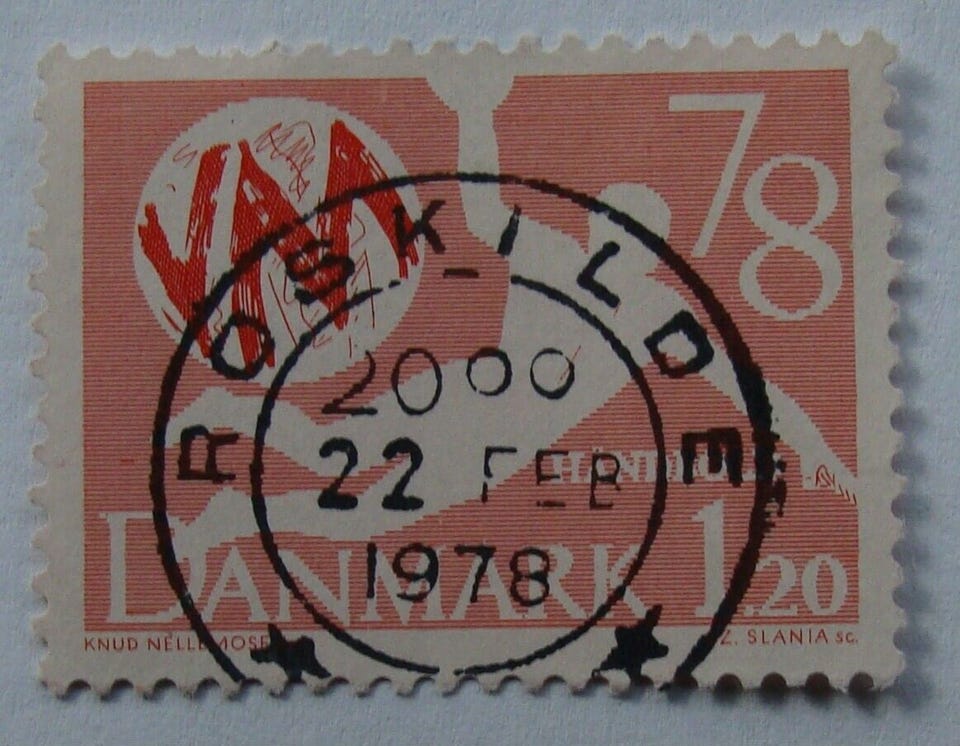 VM
78
ROSKILDE
2000
22 FEB
1978
DANMARK 1.20
KNUD NELLEMOSE
SLANIA SC.